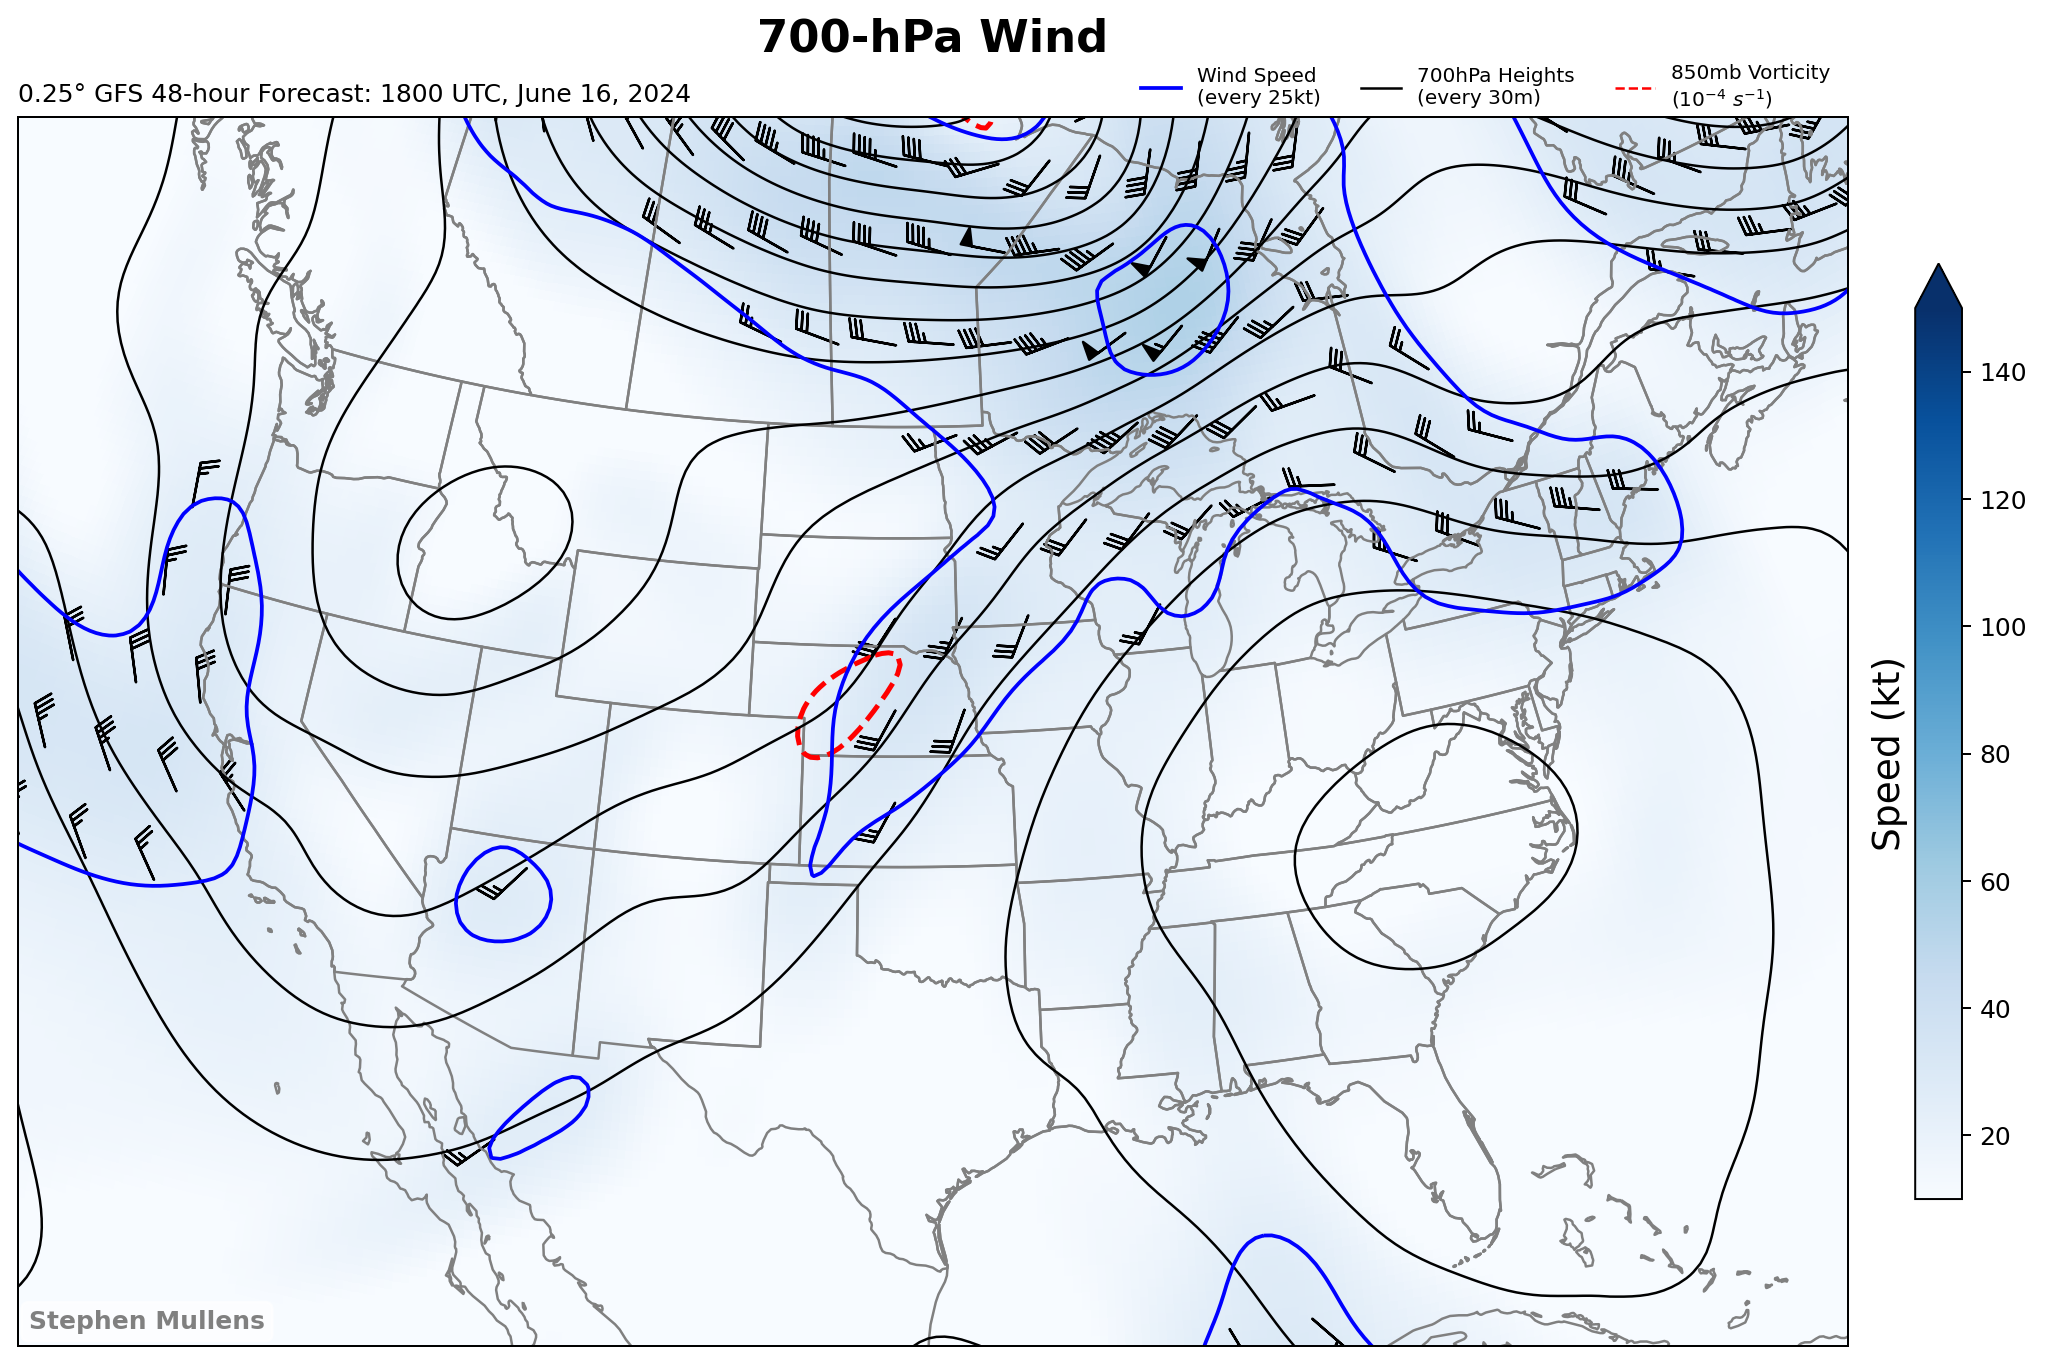 700-hPa Wind
0.25° GFS 48-hour Forecast: 1800 UTC, June 16, 2024
Wind Speed
(every 25kt)
700hPa Heights
(every 30m)
850mb Vorticity
(10⁻⁴ s⁻¹)
140
120
100
80
60
40
20
Speed (kt)
Stephen Mullens